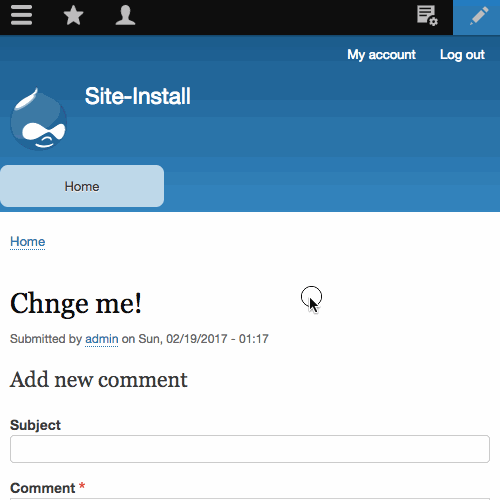 My account Log out
Site-Install
Home
Home
Chnge me!
Submitted by admin on Sun, 02/19/2017 - 01:17
Add new comment
Subject
Comment *